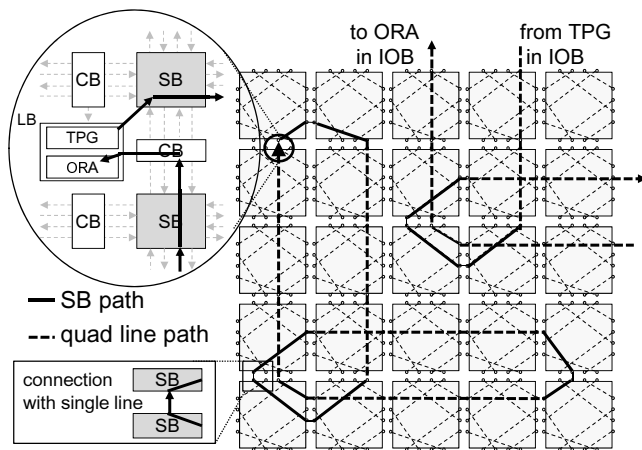 to ORA
in IOB
from TPG
in IOB
CB
SB
LB
TPG
ORA
CB
CB
SB
SB path
quad line path
connection
with single line
SB
SB